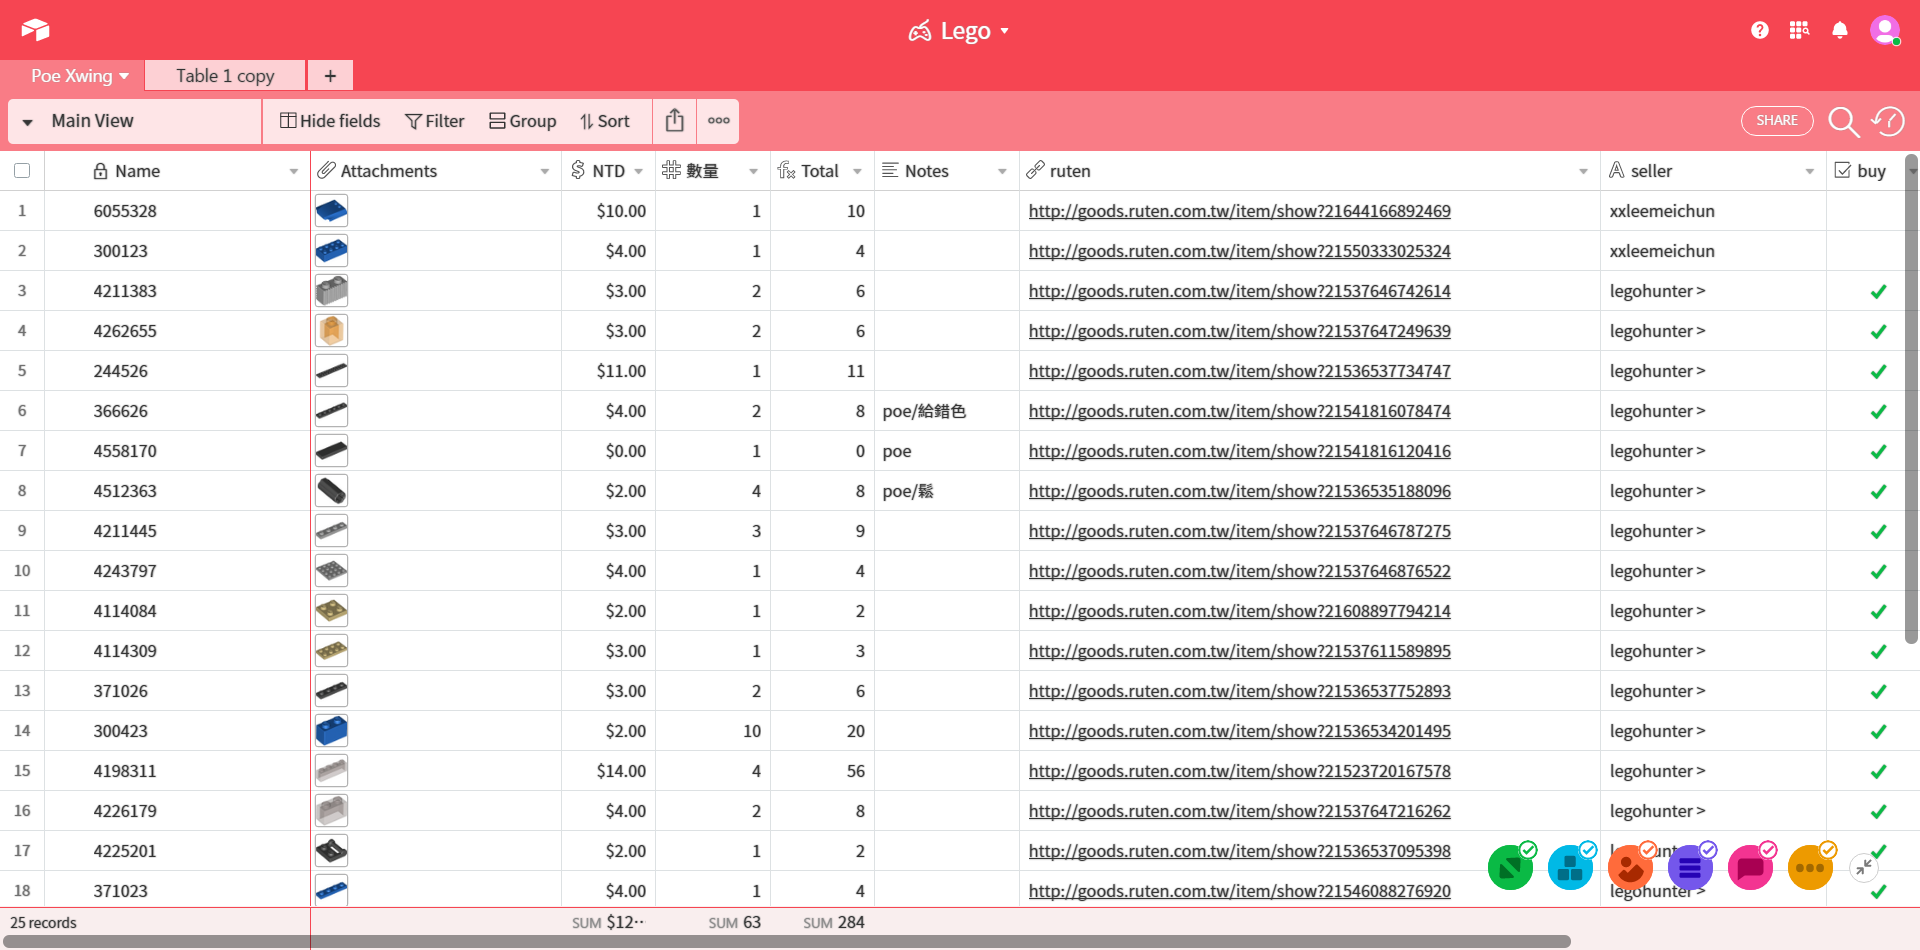 Lego
Poe Xwing
Table 1 copy
+
Main View
Hide fields
Filter
Group
Sort
SHARE
Name Attachments NTD 數量 Total Notes ruten seller buy
1 6055328 $10.00 1 10 http://goods.ruten.com.tw/item/show?21644166892469 xxleemeichun
2 300123 $4.00 1 4 http://goods.ruten.com.tw/item/show?21550333025324 xxleemeichun
3 4211383 $3.00 2 6 http://goods.ruten.com.tw/item/show?21537646742614 legohunter >
4 4262655 $3.00 2 6 http://goods.ruten.com.tw/item/show?21537647249639 legohunter >
5 244526 $11.00 1 11 http://goods.ruten.com.tw/item/show?21536537734747 legohunter >
6 366626 $4.00 2 8 poe/給錯色 http://goods.ruten.com.tw/item/show?21541816078474 legohunter >
7 4558170 $0.00 1 0 poe http://goods.ruten.com.tw/item/show?21541816120416 legohunter >
8 4512363 $2.00 4 8 poe/鬆 http://goods.ruten.com.tw/item/show?21536535188096 legohunter >
9 4211445 $3.00 3 9 http://goods.ruten.com.tw/item/show?21537646787275 legohunter >
10 4243797 $4.00 1 4 http://goods.ruten.com.tw/item/show?21537646876522 legohunter >
11 4114084 $2.00 1 2 http://goods.ruten.com.tw/item/show?21608897794214 legohunter >
12 4114309 $3.00 1 3 http://goods.ruten.com.tw/item/show?21537611589895 legohunter >
13 371026 $3.00 2 6 http://goods.ruten.com.tw/item/show?21536537752893 legohunter >
14 300423 $2.00 10 20 http://goods.ruten.com.tw/item/show?21536534201495 legohunter >
15 4198311 $14.00 4 56 http://goods.ruten.com.tw/item/show?21523720167578 legohunter >
16 4226179 $4.00 2 8 http://goods.ruten.com.tw/item/show?21537647216262 legohunter >
17 4225201 $2.00 1 2 http://goods.ruten.com.tw/item/show?21536537095398
18 371023 $4.00 1 4 http://goods.ruten.com.tw/item/show?21546088276920 legohunter >
25 records SUM $12··· SUM 63 SUM 284